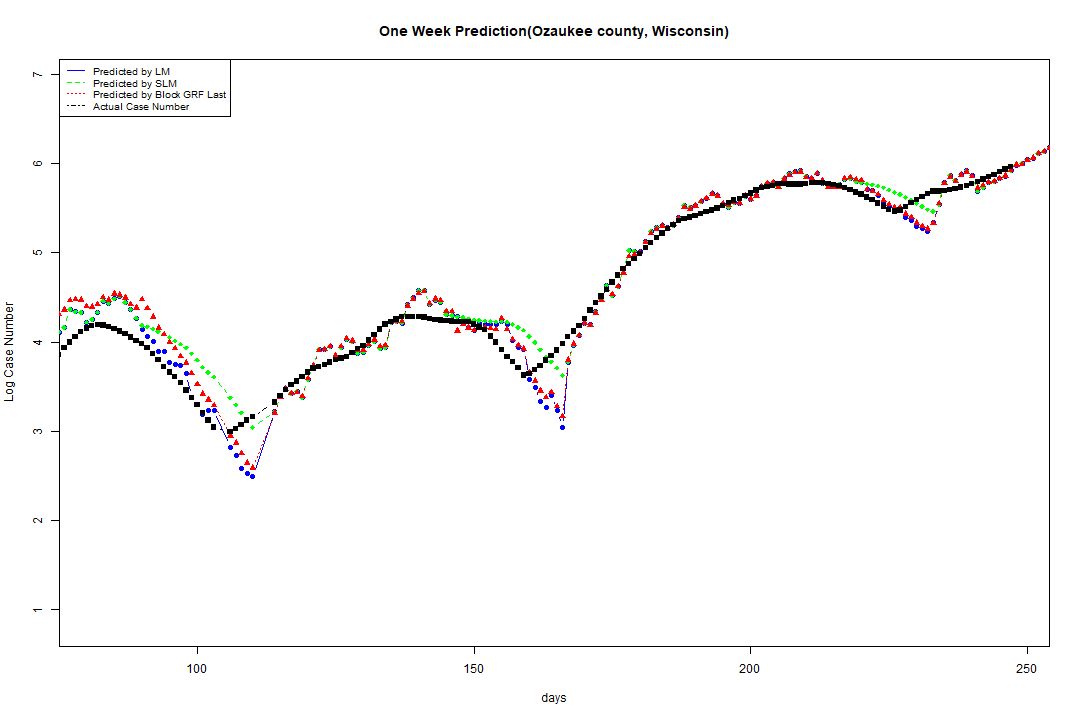 One Week Prediction(Ozaukee county, Wisconsin)
Predicted by LM
Predicted by SLM
Predicted by Block GRF Last
Actual Case Number
Log Case Number
7
6
5
4
3
2
1
100 150 200 250
days